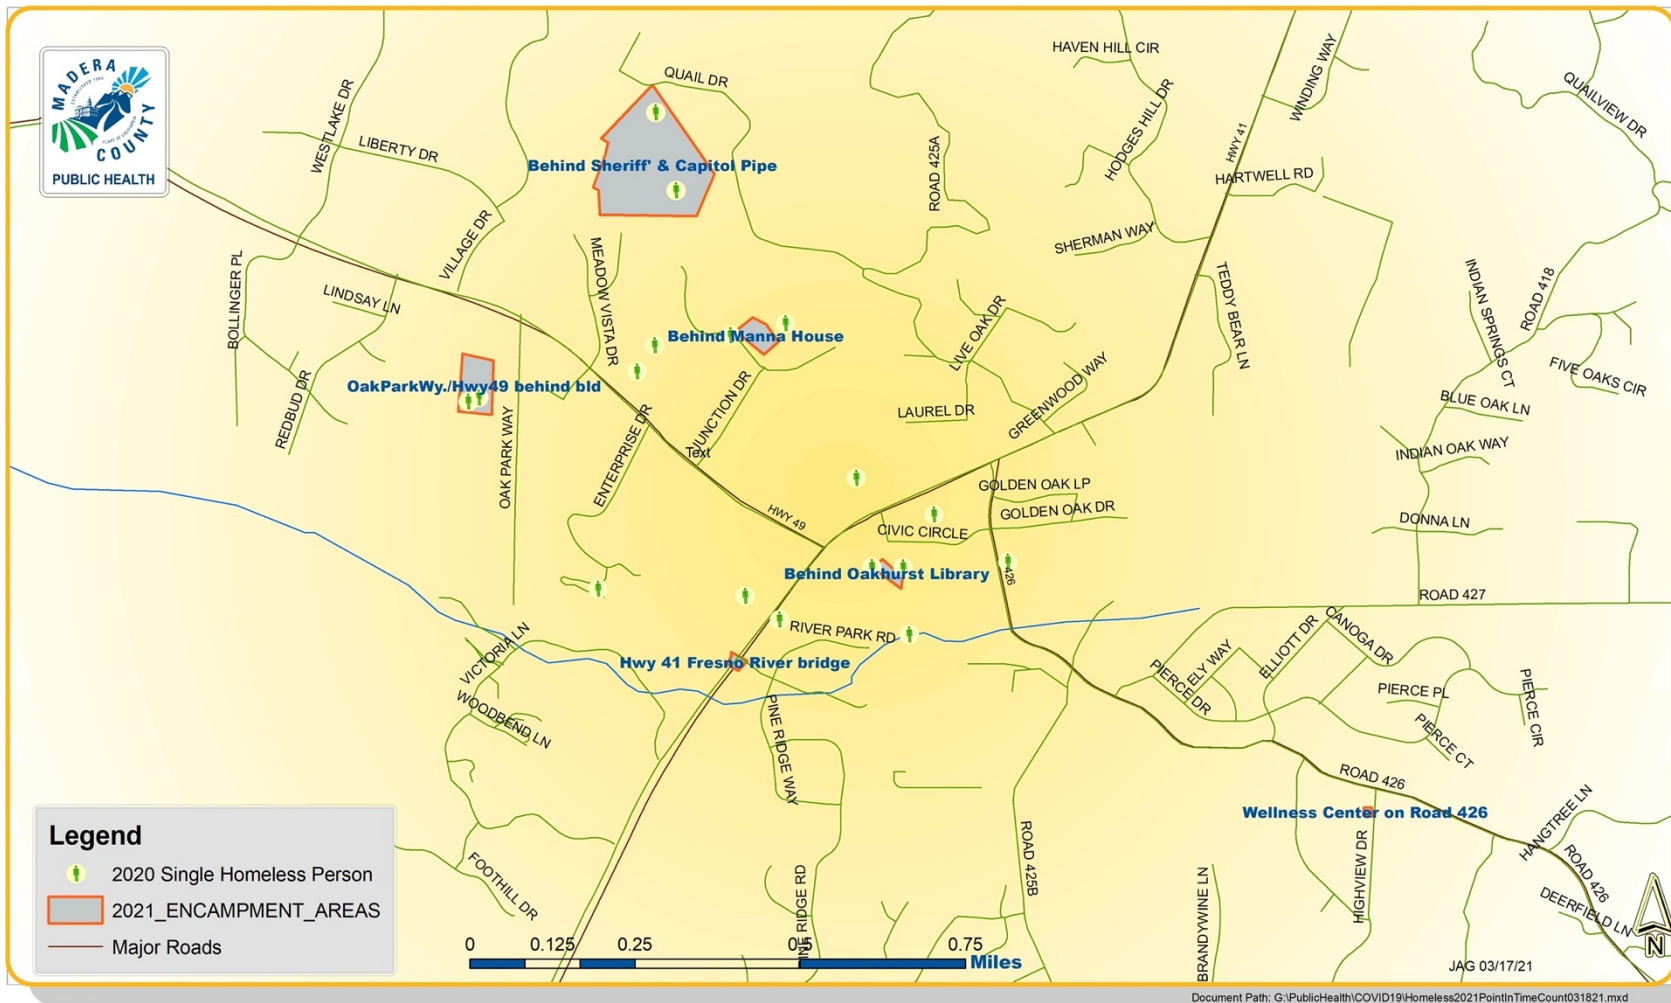 MADERA
COUNTY
PUBLIC HEALTH
QUAIL DR
HAVEN HILL CIR
WINDING WAY
QUAILVIEW DR
WESTLAKE DR
LIBERTY DR
HODGES HILL DR
HWY 41
ROAD 425A
Behind Sheriff' & Capitol Pipe
HARTWELL RD
VILLAGE DR
SHERMAN WAY
BOLLINGER PL
LINDSAY LN
MEADOW VISTA DR
TEDDY BEAR LN
INDIAN SPRINGS CT
ROAD 418
Behind Manna House
LIVE OAK DR
FIVE OAKS CIR
OakParkWy./Hwy49 behind bld
REDBUD DR
JUNCTION DR
GREENWOOD WAY
LAUREL DR
BLUE OAK LN
OAK PARK WAY
ENTERPRISE DR
Text
INDIAN OAK WAY
GOLDEN OAK LP
GOLDEN OAK DR
HWY 49
CIVIC CIRCLE
DONNA LN
Behind Oakhurst Library
426
ROAD 427
RIVER PARK RD
VICTORIA LN
Hwy 41 Fresno River bridge
CANOGA DR
ELLIOTT DR
ELY WAY
PIERCE DR
PIERCE PL
PIERCE CIR
PIERCE CT
WOODBEND LN
PINE RIDGE WAY
ROAD 426
Wellness Center on Road 426
HANGTREE LN
ROAD 425B
HIGHVIEW DR
ROAD 426
FOOTHILL DR
INE RIDGE RD
BRANDYWINE LN
DEERFIELD LN
Legend
2020 Single Homeless Person
2021_ENCAMPMENT_AREAS
Major Roads
0 0.125 0.25 0.5 0.75
Miles
N
JAG 03/17/21
Document Path: G:\PublicHealth\COVID19\Homeless2021PointInTimeCount031821.mxd